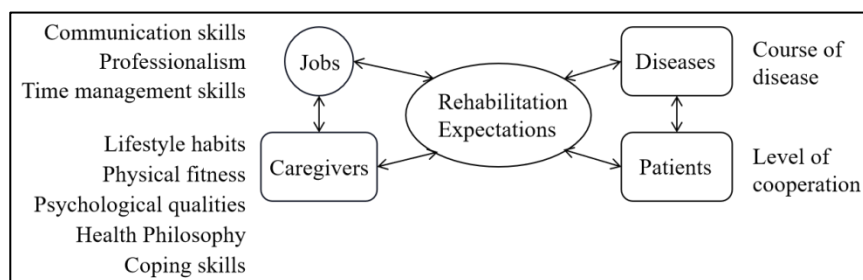 Communication skills
Professionalism
Time management skills
Jobs
Lifestyle habits
Physical fitness
Psychological qualities
Health Philosophy
Coping skills
Caregivers
Rehabilitation
Expectations
Diseases
Course of
disease
Patients
Level of
cooperation